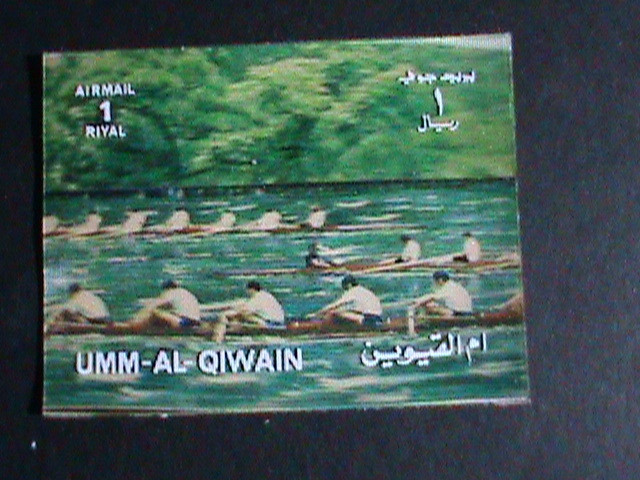 AIRMAIL
1
RIYAL
بريد جوي
١
ريال
UMM-AL-QIWAIN
ام القيوين